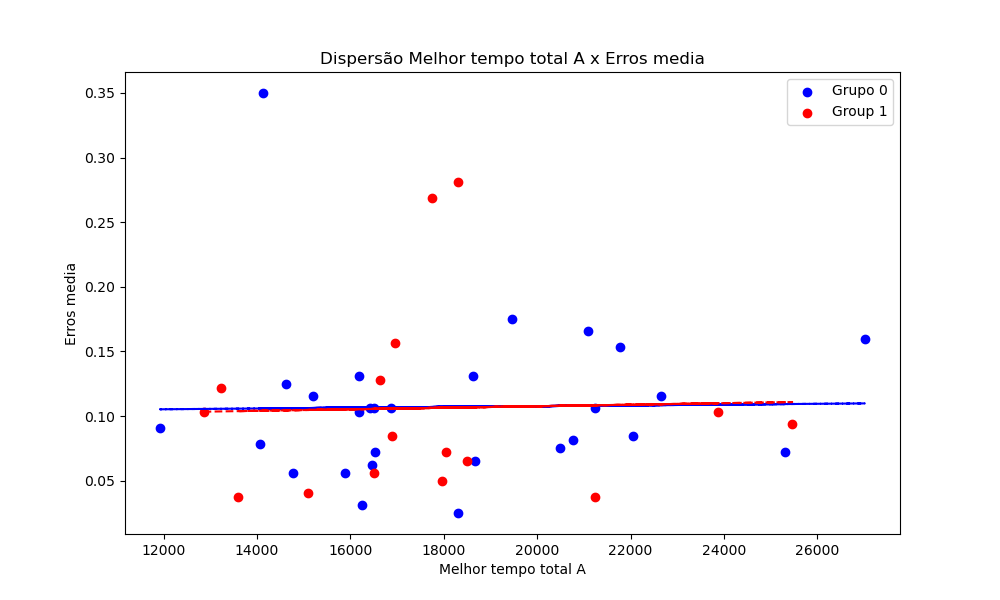 Dispersão Melhor tempo total A x Erros media
Grupo 0
Group 1
0.35
0.30
0.25
0.20
0.15
0.10
0.05
Erros media
12000 14000 16000 18000 20000 22000 24000 26000
Melhor tempo total A